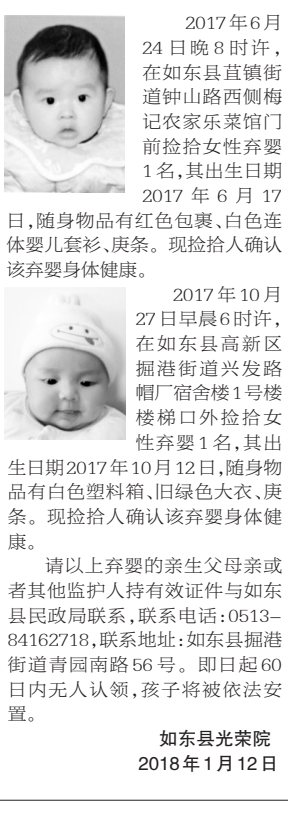 2017年6月
24日晚8时许,
在如东县苴镇街
道钟山路西侧梅
记农家乐菜馆门
前捡拾女性弃婴
1名,其出生日期
2017年6月17
日,随身物品有红色包裹、白色连
体婴儿套衫、庚条。现捡拾人确认
该弃婴身体健康。
2017年10月
27日早晨6时许,
在如东县高新区
掘港街道兴发路
帽厂宿舍楼1号楼
楼梯口外捡拾女
性弃婴1名,其出
生日期2017年10月12日,随身物
品有白色塑料箱、旧绿色大衣、庚
条。现捡拾人确认该弃婴身体健
康。
请以上弃婴的亲生父母亲或
者其他监护人持有效证件与如东
县民政局联系,联系电话:0513–
84162718,联系地址:如东县掘港
街道青园南路56号。即日起60
日内无人认领,孩子将被依法安
置。
如东县光荣院
2018年1月12日